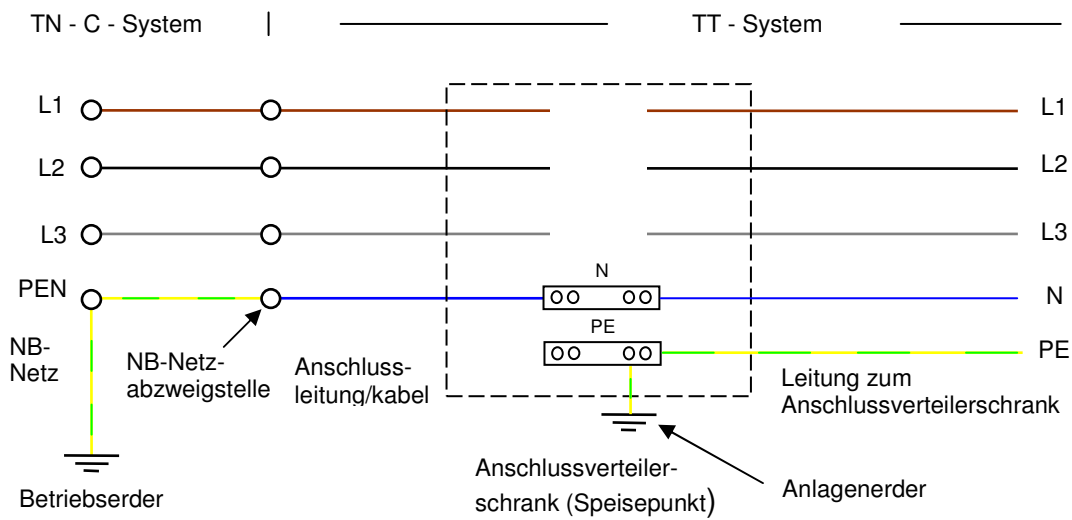 TN - C - System | TT - System
L1 L1
L2 L2
L3 L3
PEN N N
PE PE
NB-
Netz
NB-Netz-
abzweigstelle
Anschluss-
leitung/kabel
Leitung zum
Anschlussverteilerschrank
Betriebserder
Anschlussverteiler-
schrank (Speisepunkt)
Anlagenerder